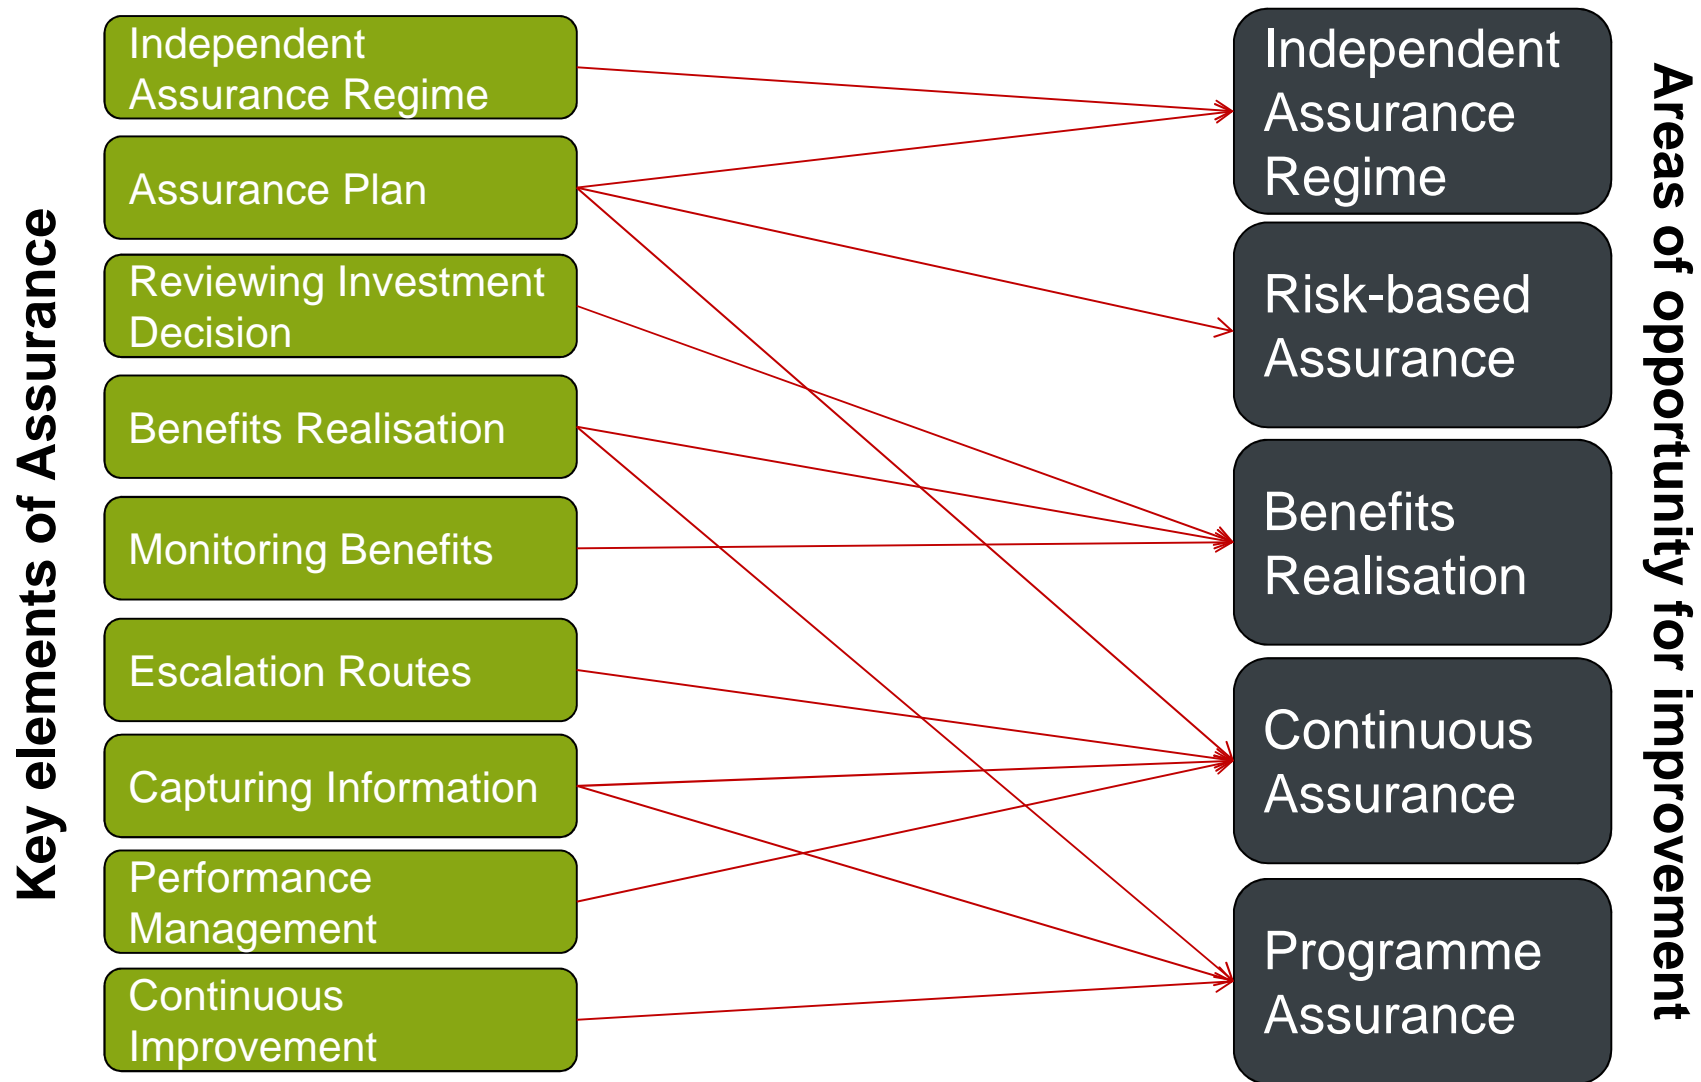 Key elements of Assurance
Independent
Assurance Regime
Assurance Plan
Reviewing Investment
Decision
Benefits Realisation
Monitoring Benefits
Escalation Routes
Capturing Information
Performance
Management
Continuous
Improvement
Independent
Assurance
Regime
Risk-based
Assurance
Benefits
Realisation
Continuous
Assurance
Programme
Assurance
Areas of opportunity for improvement